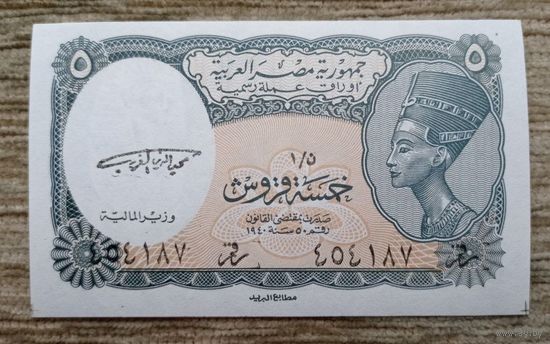 ٥ جمهورية مصر العربية ٥
أوراق عملة رسمية
١/ن
خمسة قروش
صدرت بمقتضى القانون
رقم ٥٠ سنة ١٩٤٠
وزير المالية
٤٥٤١٨٧
٤٥٤١٨٧
مطابع البريد